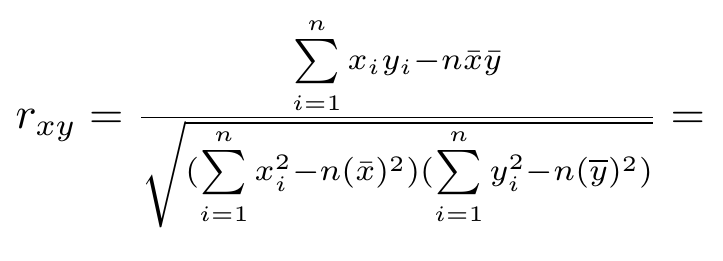 r_{xy} = \frac{\sum_{i=1}^{n} x_i y_i - n\bar{x}\bar{y}}{\sqrt{(\sum_{i=1}^{n} x_i^2 - n(\bar{x})^2)(\sum_{i=1}^{n} y_i^2 - n(\overline{y})^2)}} =